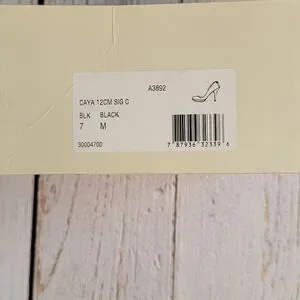 A3892
CAYA 12CM SIG C
BLK BLACK
7 M
30004700
7 87936 32339 6